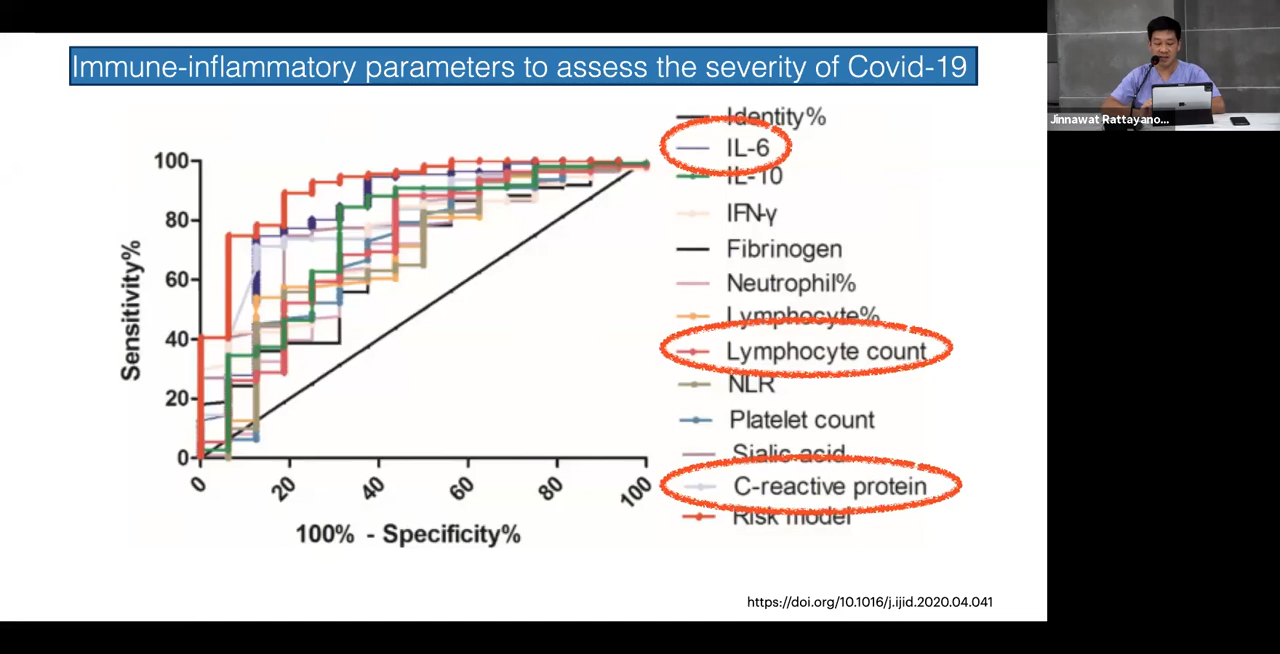 Immune-inflammatory parameters to assess the severity of Covid-19
Jinnawat Rattayano...
Identity%
IL-6
IL-10
IFN-γ
Fibrinogen
Neutrophil%
Lymphocyte%
Lymphocyte count
NLR
Platelet count
Sialic acid
C-reactive protein
Risk model
100
80
60
40
20
0
Sensitivity%
0
20
40
60
80
100
100% - Specificity%
https://doi.org/10.1016/j.ijid.2020.04.041